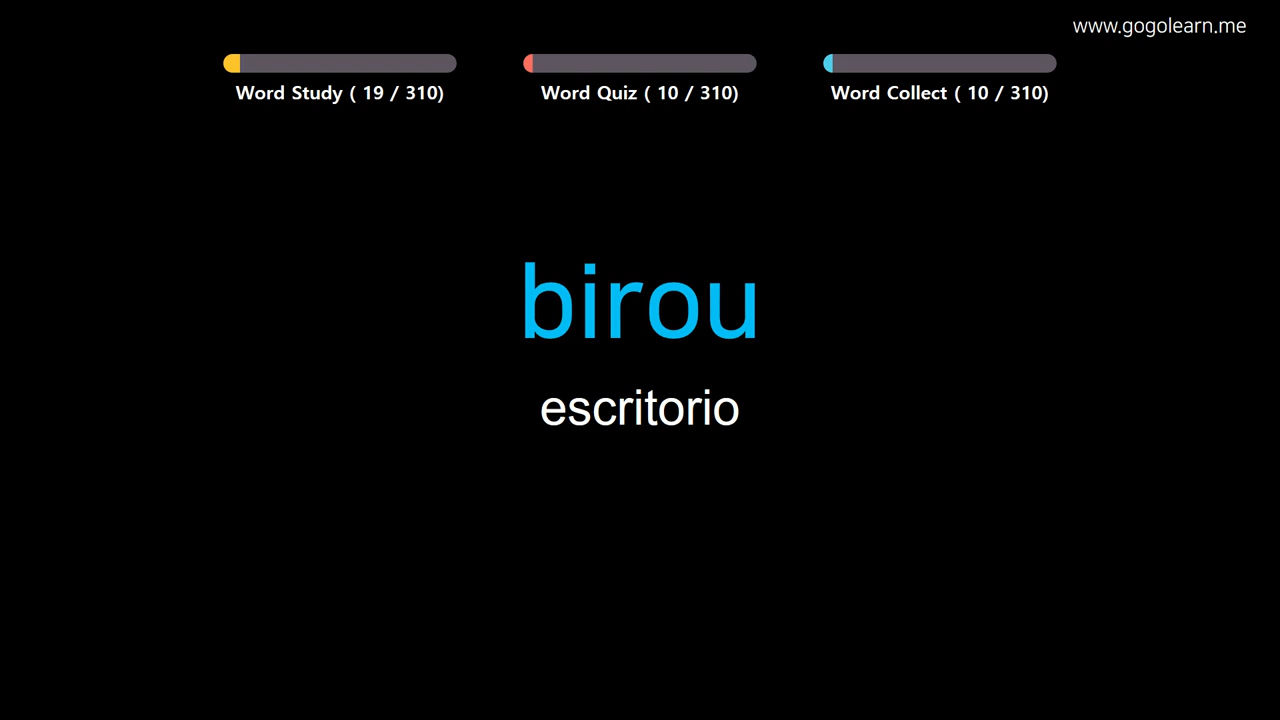 www.gogolearn.me
Word Study ( 19 / 310)
Word Quiz ( 10 / 310)
Word Collect ( 10 / 310)
birou
escritorio